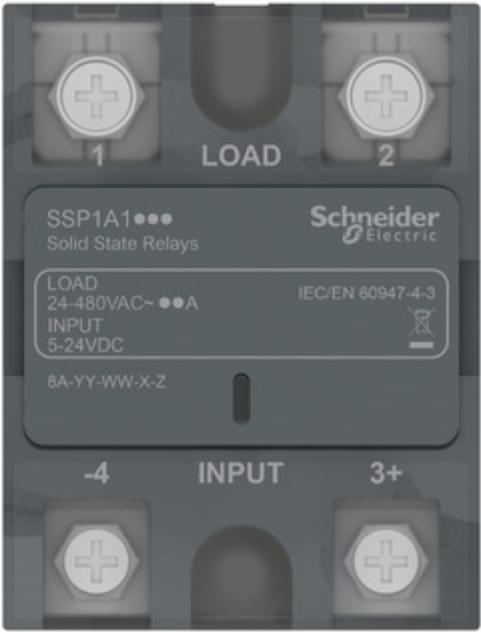 1 LOAD 2
SSP1A1●●●
Solid State Relays
Schneider
Electric
LOAD
24-480VAC~ ●●A
INPUT
5-24VDC
IEC/EN 60947-4-3
8A-YY-WW-X-Z
-4 INPUT 3+